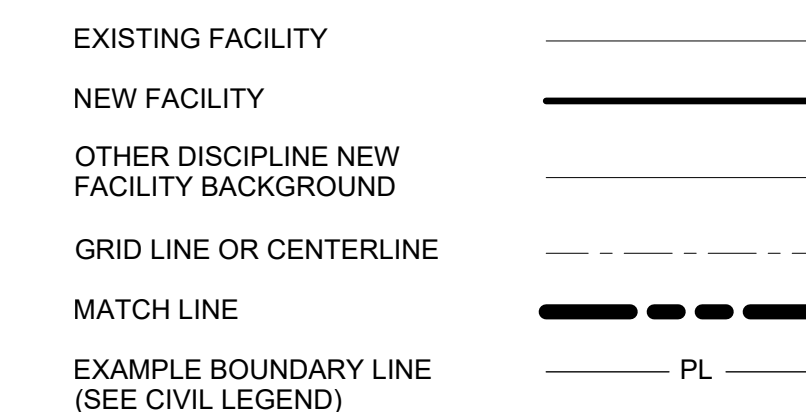 EXISTING FACILITY
NEW FACILITY
OTHER DISCIPLINE NEW
FACILITY BACKGROUND
GRID LINE OR CENTERLINE
MATCH LINE
EXAMPLE BOUNDARY LINE PL
(SEE CIVIL LEGEND)